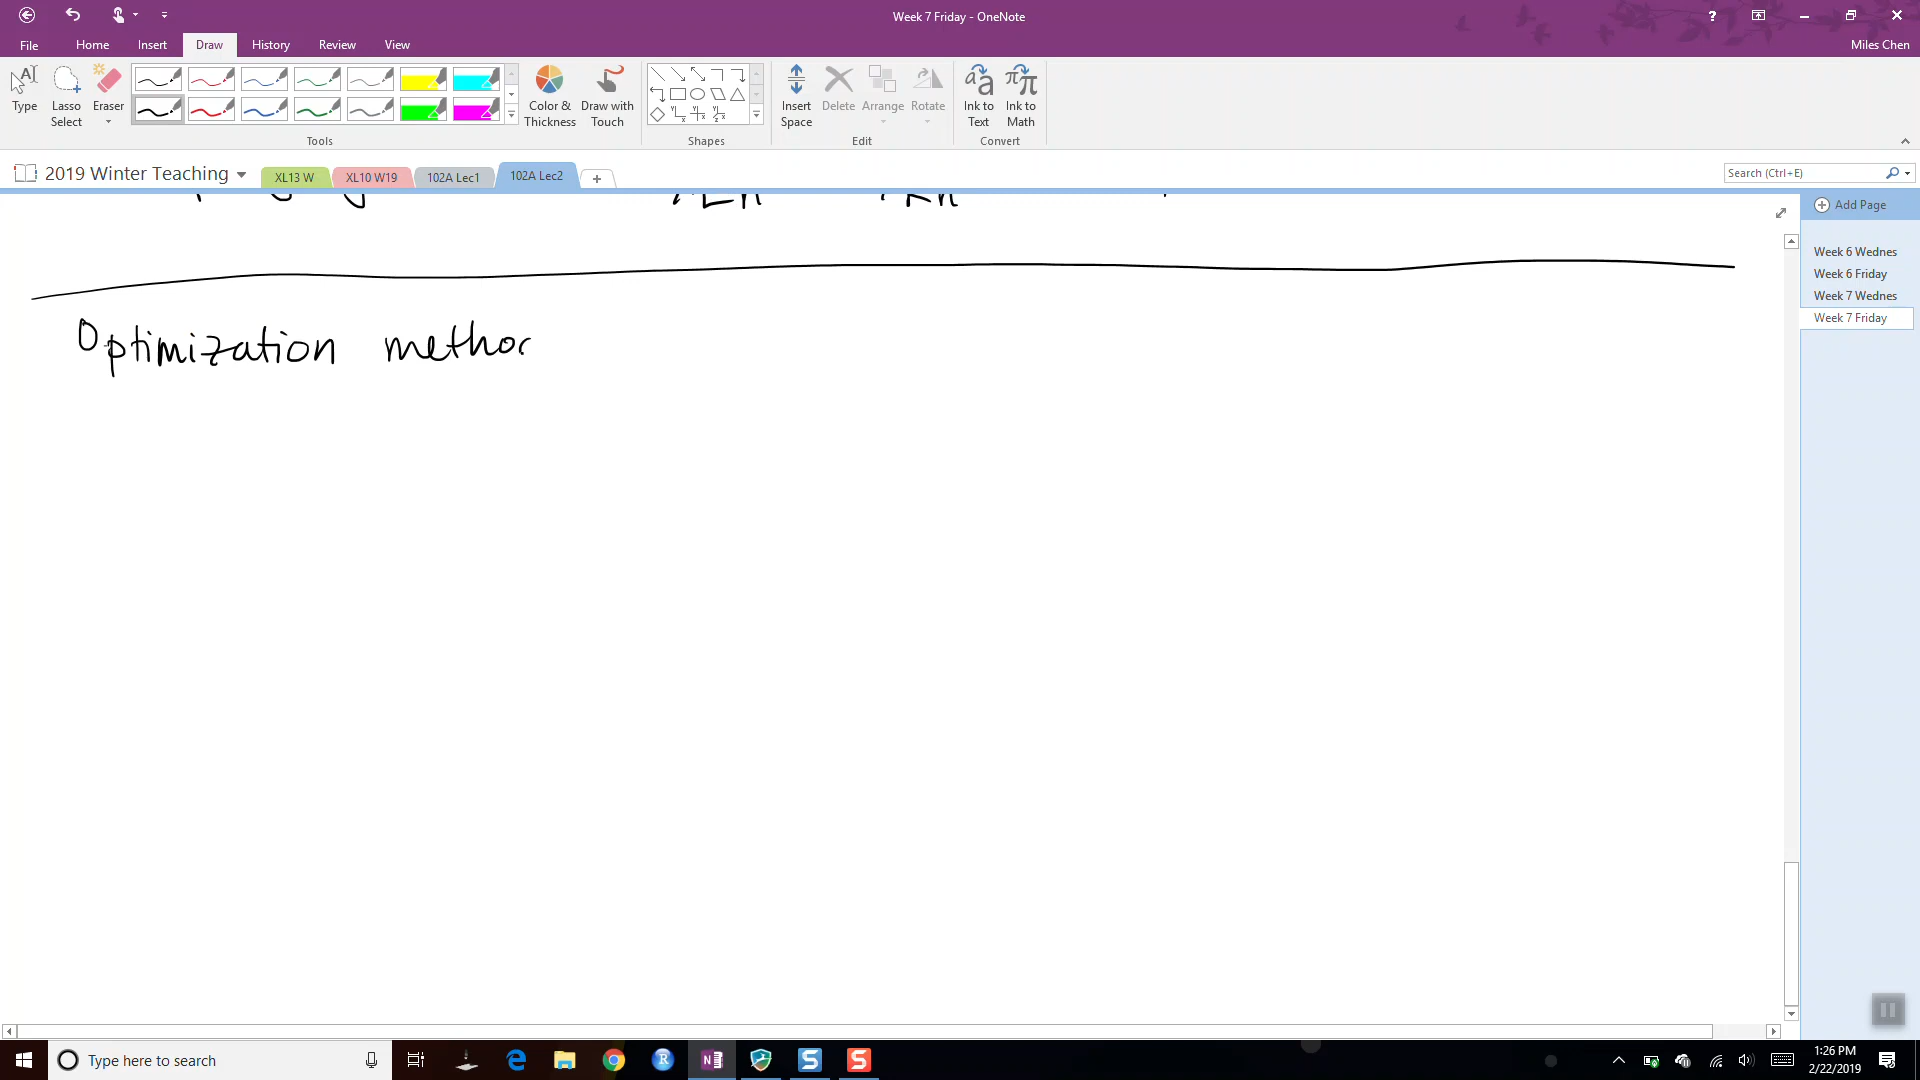 Week 7 Friday - OneNote
?
File Home Insert Draw History Review View
Miles Chen
Type
Lasso Select
Eraser
Color & Thickness
Draw with Touch
Insert Space
Delete
Arrange
Rotate
Ink to Text
Ink to Math
Tools
Shapes
Edit
Convert
2019 Winter Teaching
XL13 W
XL10 W19
102A Lec1
102A Lec2
Search (Ctrl+E)
Add Page
Week 6 Wednes
Week 6 Friday
Week 7 Wednes
Week 7 Friday
Optimization methoc
Type here to search
1:26 PM
2/22/2019